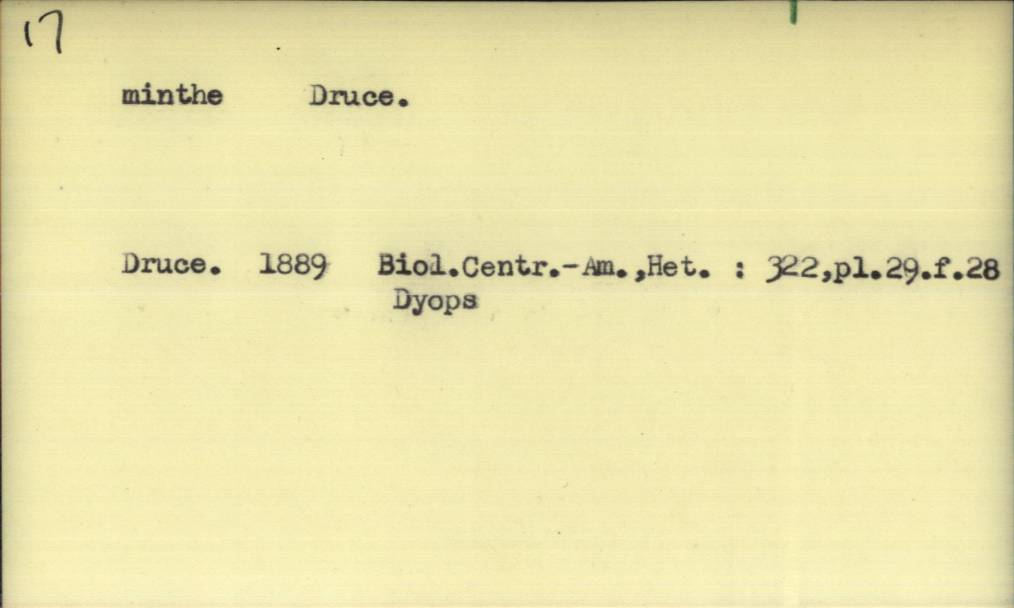 17
minthe Druce.
Druce. 1889 Biol.Centr.-Am.,Het. : 322,pl.29.f.28
Dyops